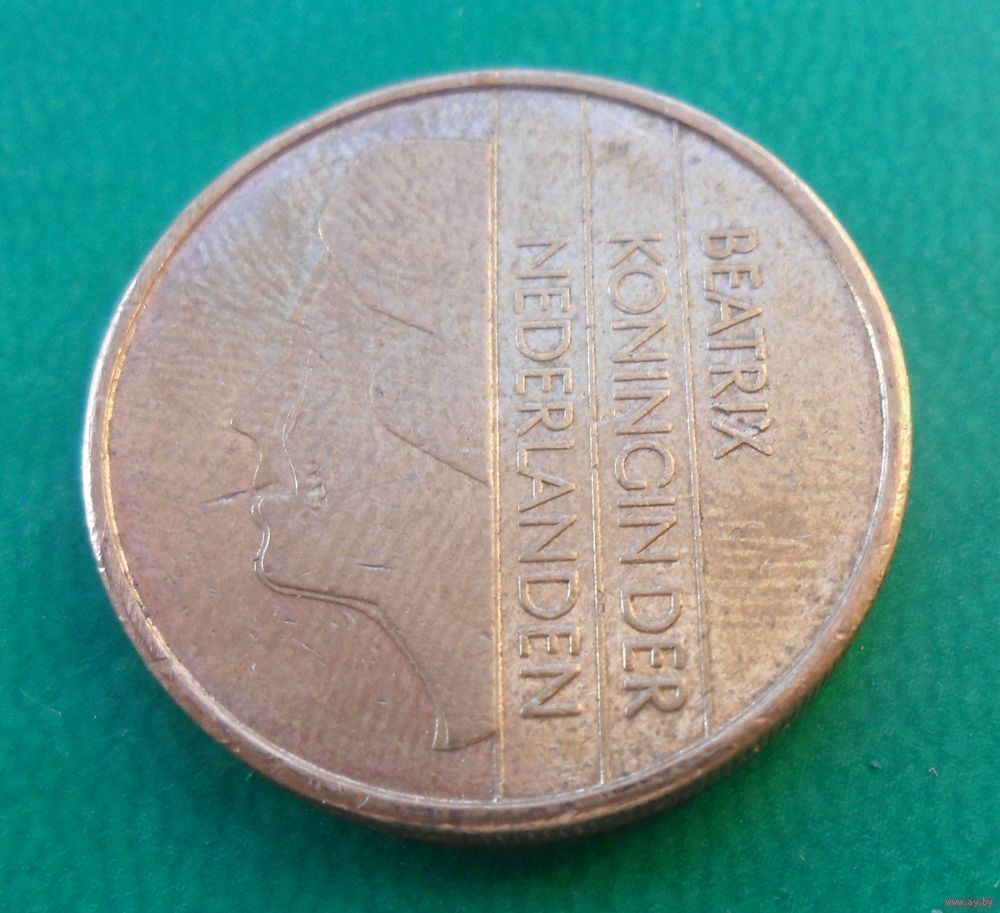 BEATRIX
KONINGIN DER
NEDERLANDEN
www.ay.by